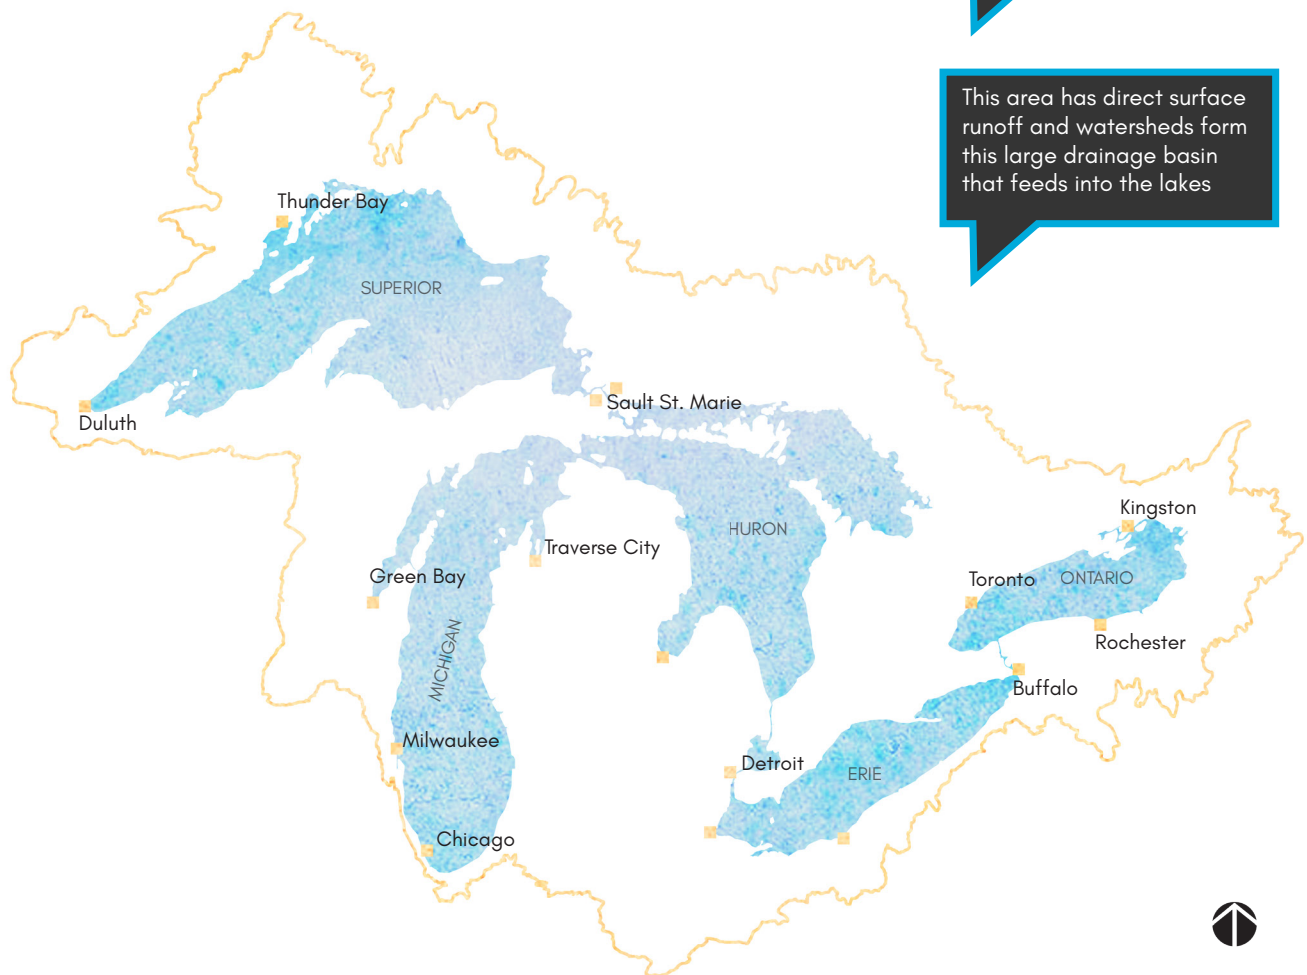 This area has direct surface
runoff and watersheds form
this large drainage basin
that feeds into the lakes
Thunder Bay
SUPERIOR
Duluth
Sault St. Marie
Kingston
HURON
Traverse City
Green Bay
Toronto
ONTARIO
Rochester
MICHIGAN
Buffalo
Milwaukee
Detroit
ERIE
Chicago